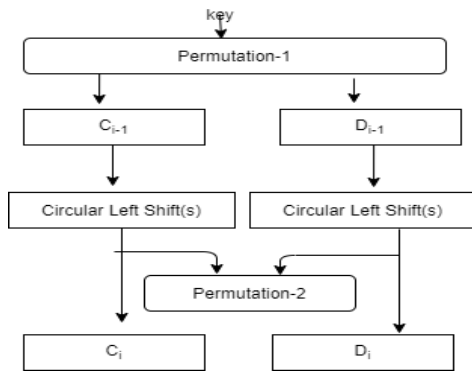 key
Permutation-1
Cᵢ₋₁ Dᵢ₋₁
Circular Left Shift(s) Circular Left Shift(s)
Permutation-2
Cᵢ Dᵢ